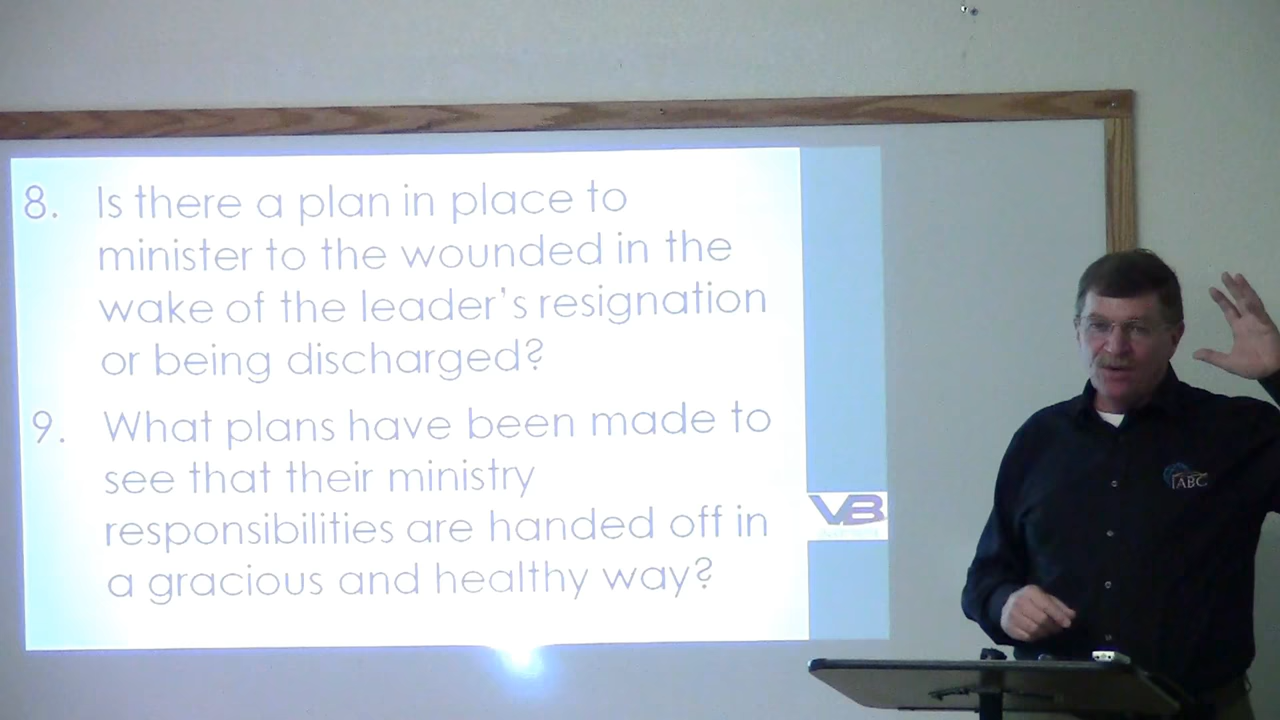 8. Is there a plan in place to
minister to the wounded in the
wake of the leader's resignation
or being discharged?
9. What plans have been made to
see that their ministry
responsibilities are handed off in
a gracious and healthy way?
VB
ABC